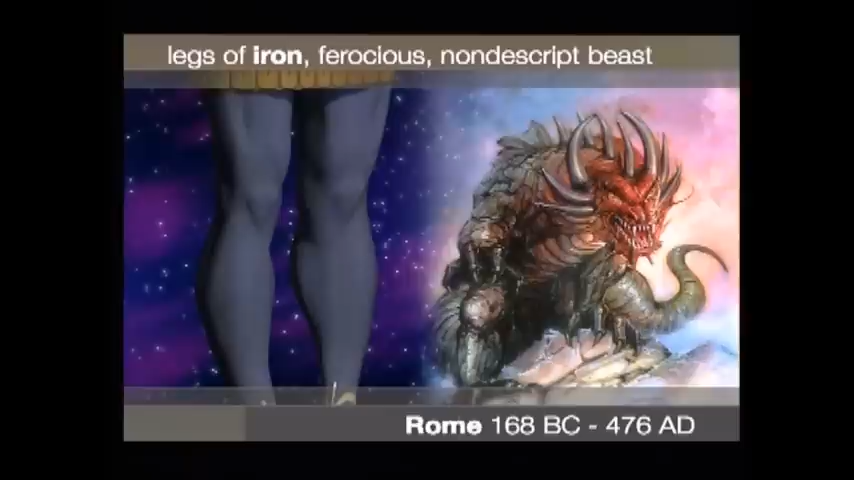 legs of iron, ferocious, nondescript beast
Rome 168 BC - 476 AD